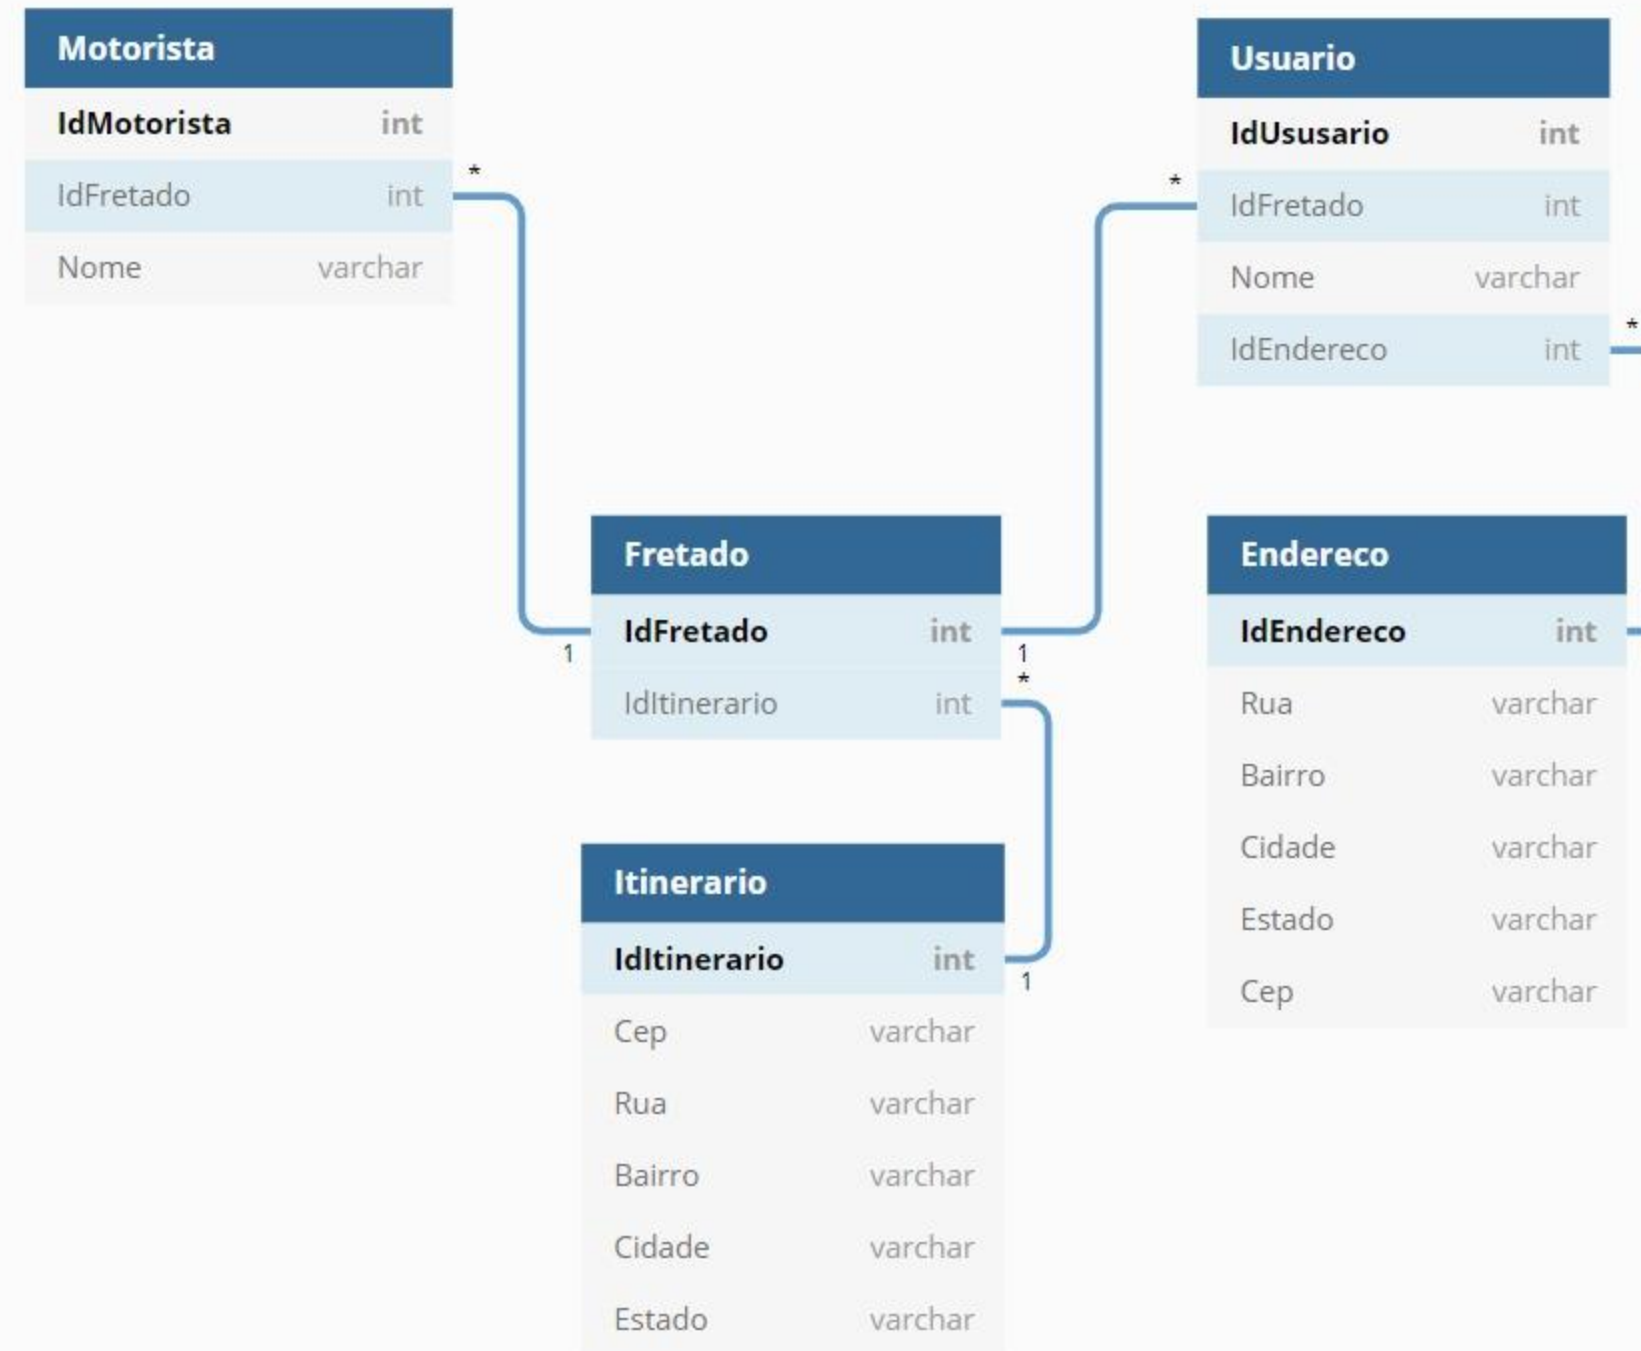 Motorista
IdMotorista int
IdFretado int
Nome varchar
*
1
Usuario
IdUsusario int
IdFretado int
Nome varchar
IdEndereco int
*
*
Fretado
IdFretado int
IdItinerario int
1
*
Endereco
IdEndereco int
Rua varchar
Bairro varchar
Cidade varchar
Estado varchar
Cep varchar
Itinerario
IdItinerario int
1
Cep varchar
Rua varchar
Bairro varchar
Cidade varchar
Estado varchar